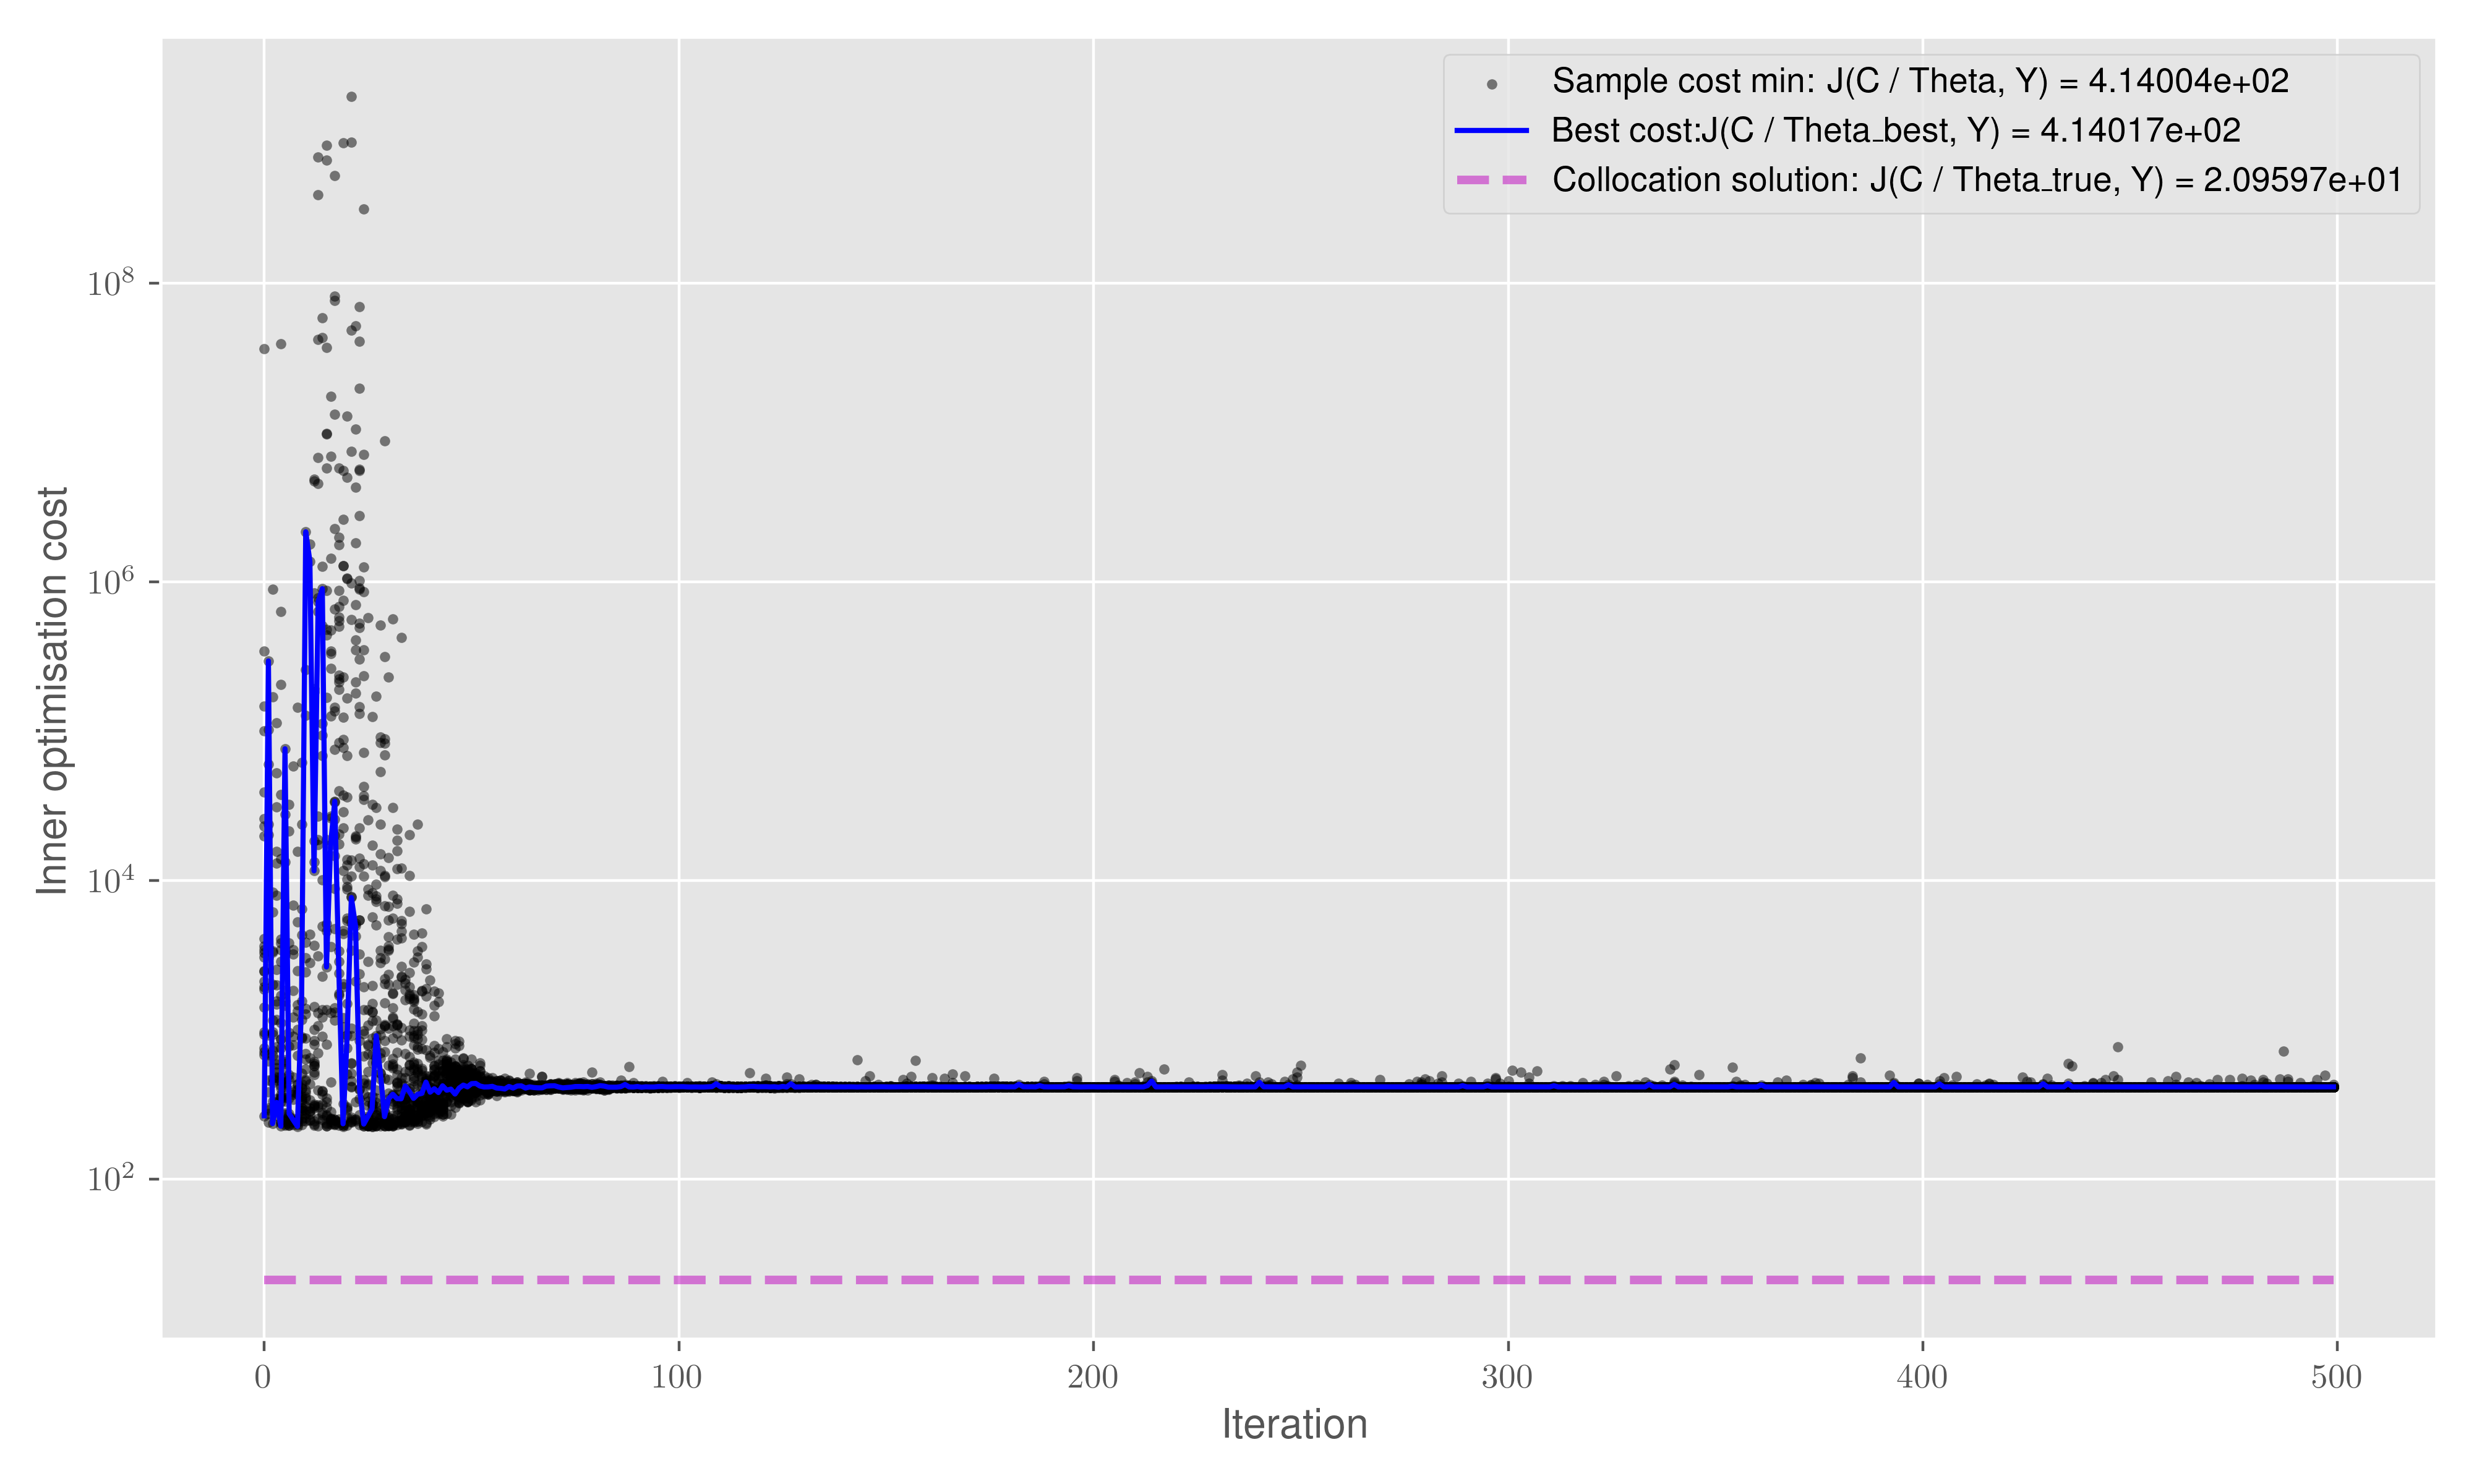 Sample cost min: J(C / Theta, Y) = 4.14004e+02
Best cost:J(C / Theta_best, Y) = 4.14017e+02
Collocation solution: J(C / Theta_true, Y) = 2.09597e+01
Inner optimisation cost
10^8
10^6
10^4
10^2
0 100 200 300 400 500
Iteration